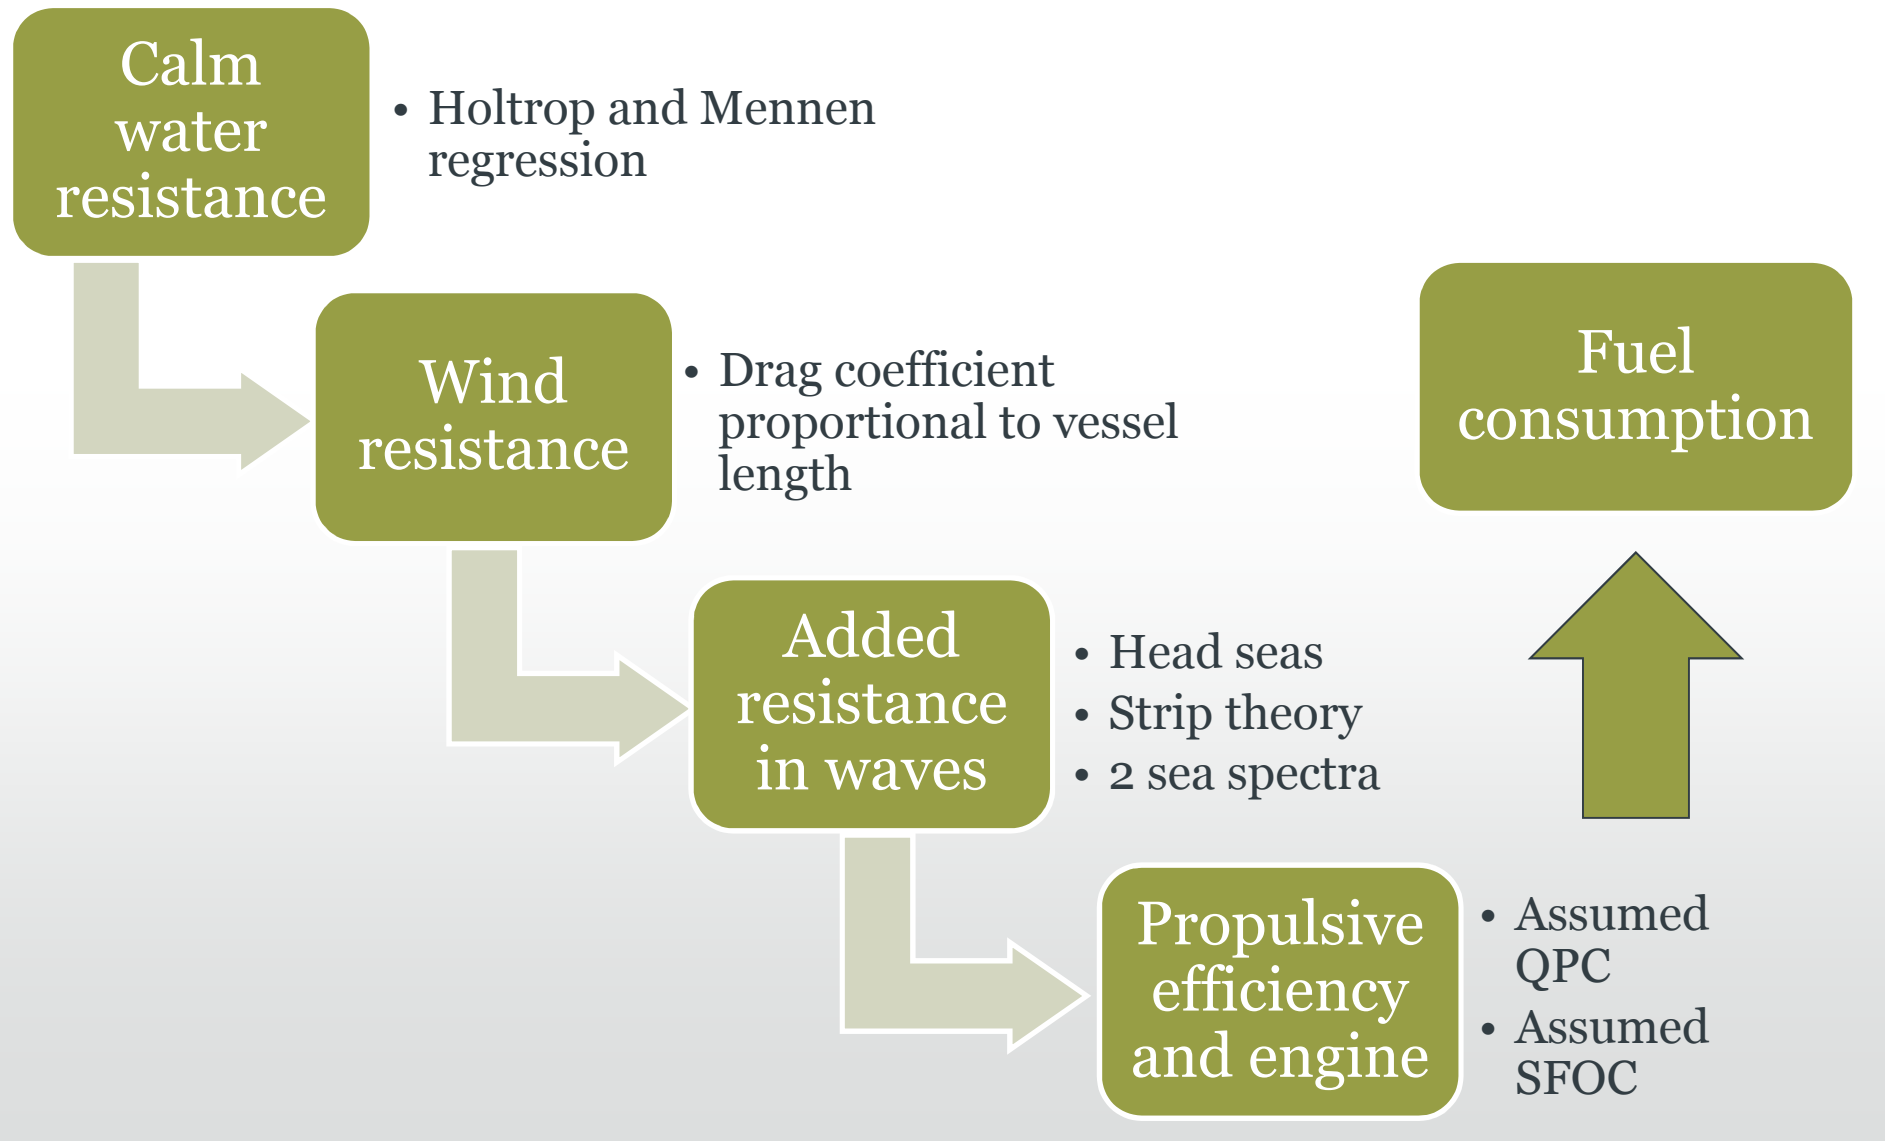 Calm
water
resistance
• Holtrop and Mennen
regression
Wind
resistance
• Drag coefficient
proportional to vessel
length
Fuel
consumption
Added
resistance
in waves
• Head seas
• Strip theory
• 2 sea spectra
Propulsive
efficiency
and engine
• Assumed
QPC
• Assumed
SFOC